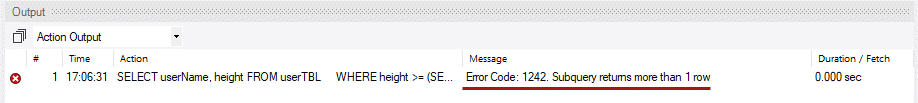 Output
Action Output
# Time Action Message Duration / Fetch
1 17:06:31 SELECT userName, height FROM userTBL WHERE height >= (SE... Error Code: 1242. Subquery returns more than 1 row 0.000 sec